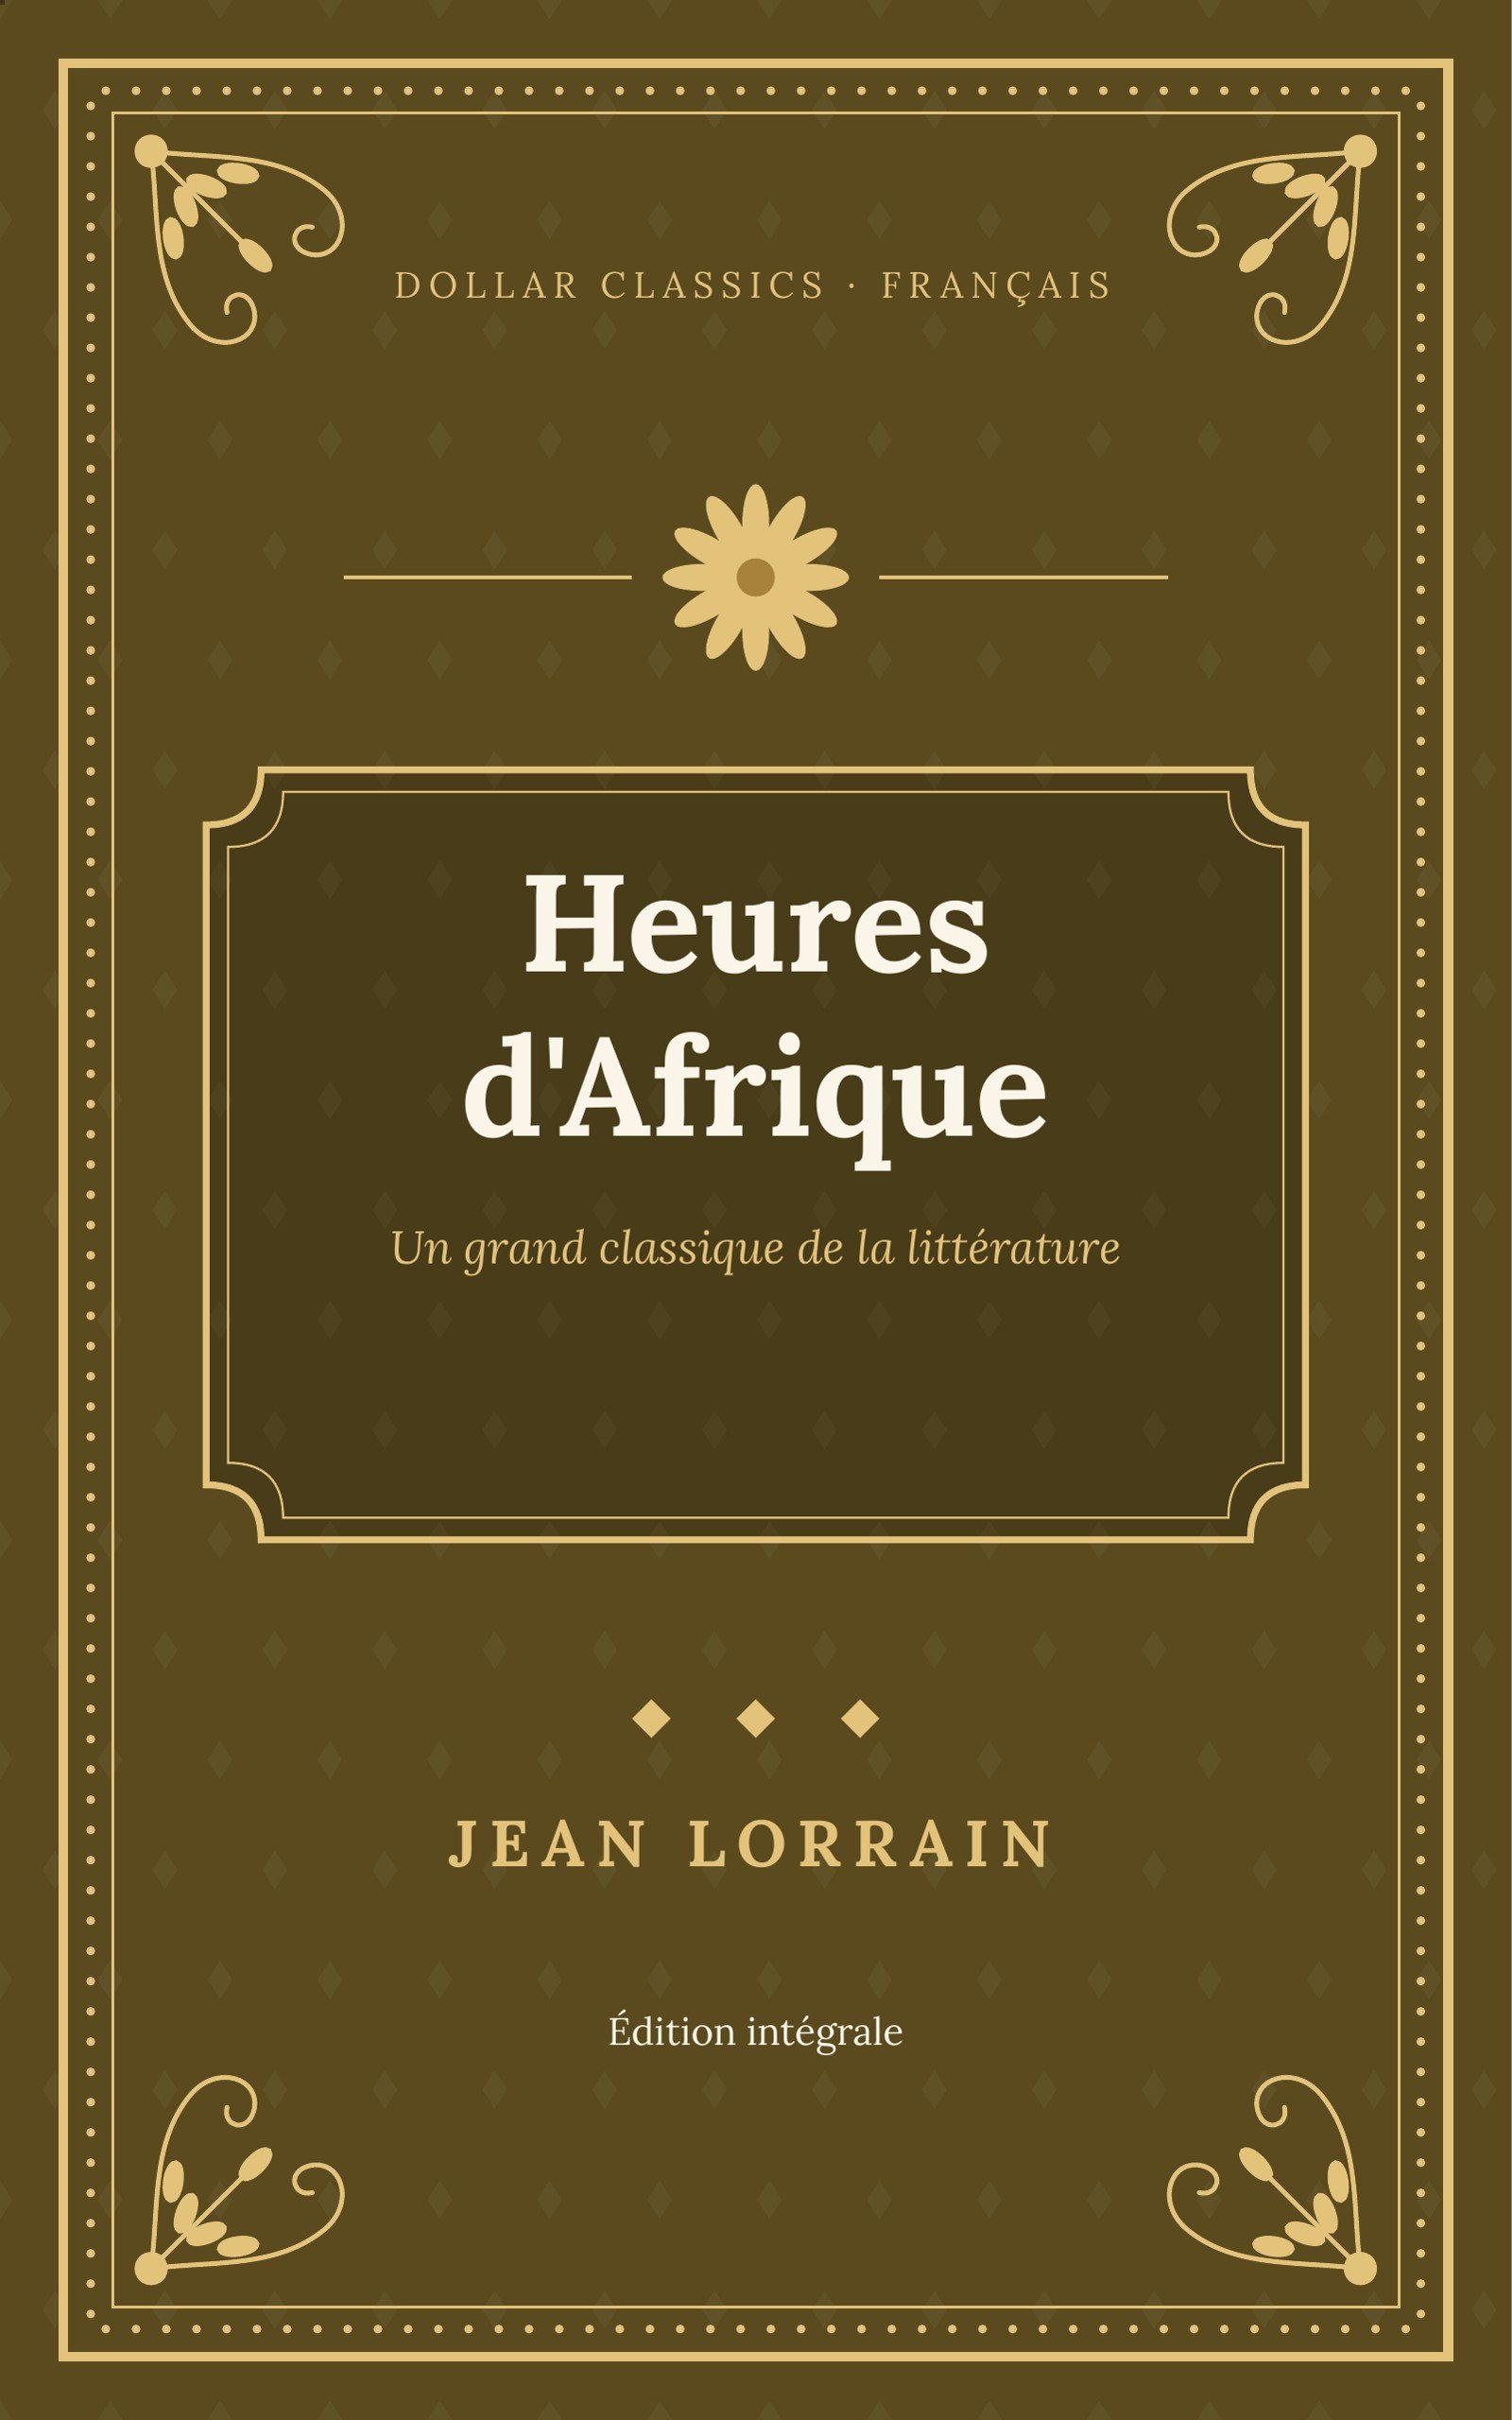 DOLLAR CLASSICS · FRANÇAIS
Heures
d'Afrique
Un grand classique de la littérature
JEAN LORRAIN
Édition intégrale